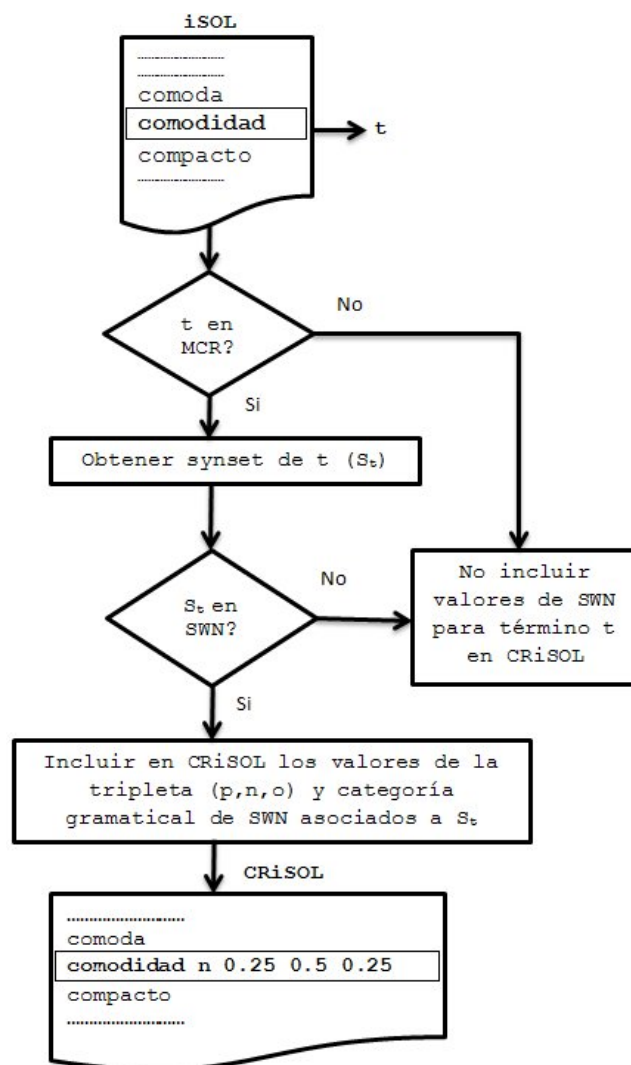 iSOL
comoda
comodidad
t
compacto
t en
MCR?
No
Si
Obtener synset de t (Sₜ)
Sₜ en
SWN?
No
No incluir
valores de SWN
para término t
en CRiSOL
Si
Incluir en CRiSOL los valores de la
tripleta (p,n,o) y categoría
gramatical de SWN asociados a Sₜ
CRiSOL
comoda
comodidad n 0.25 0.5 0.25
compacto